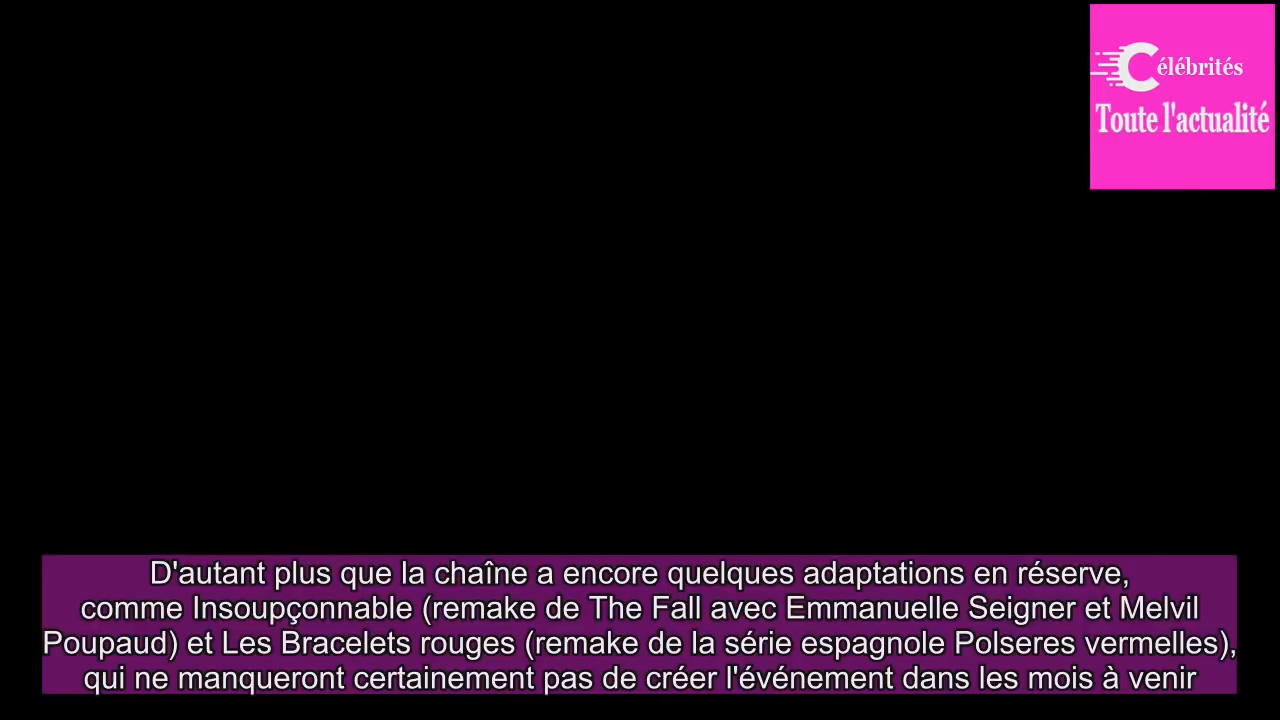 Célébrités
Toute l'actualité
D'autant plus que la chaîne a encore quelques adaptations en réserve,
comme Insoupçonnable (remake de The Fall avec Emmanuelle Seigner et Melvil
Poupaud) et Les Bracelets rouges (remake de la série espagnole Polseres vermelles),
qui ne manqueront certainement pas de créer l'événement dans les mois à venir